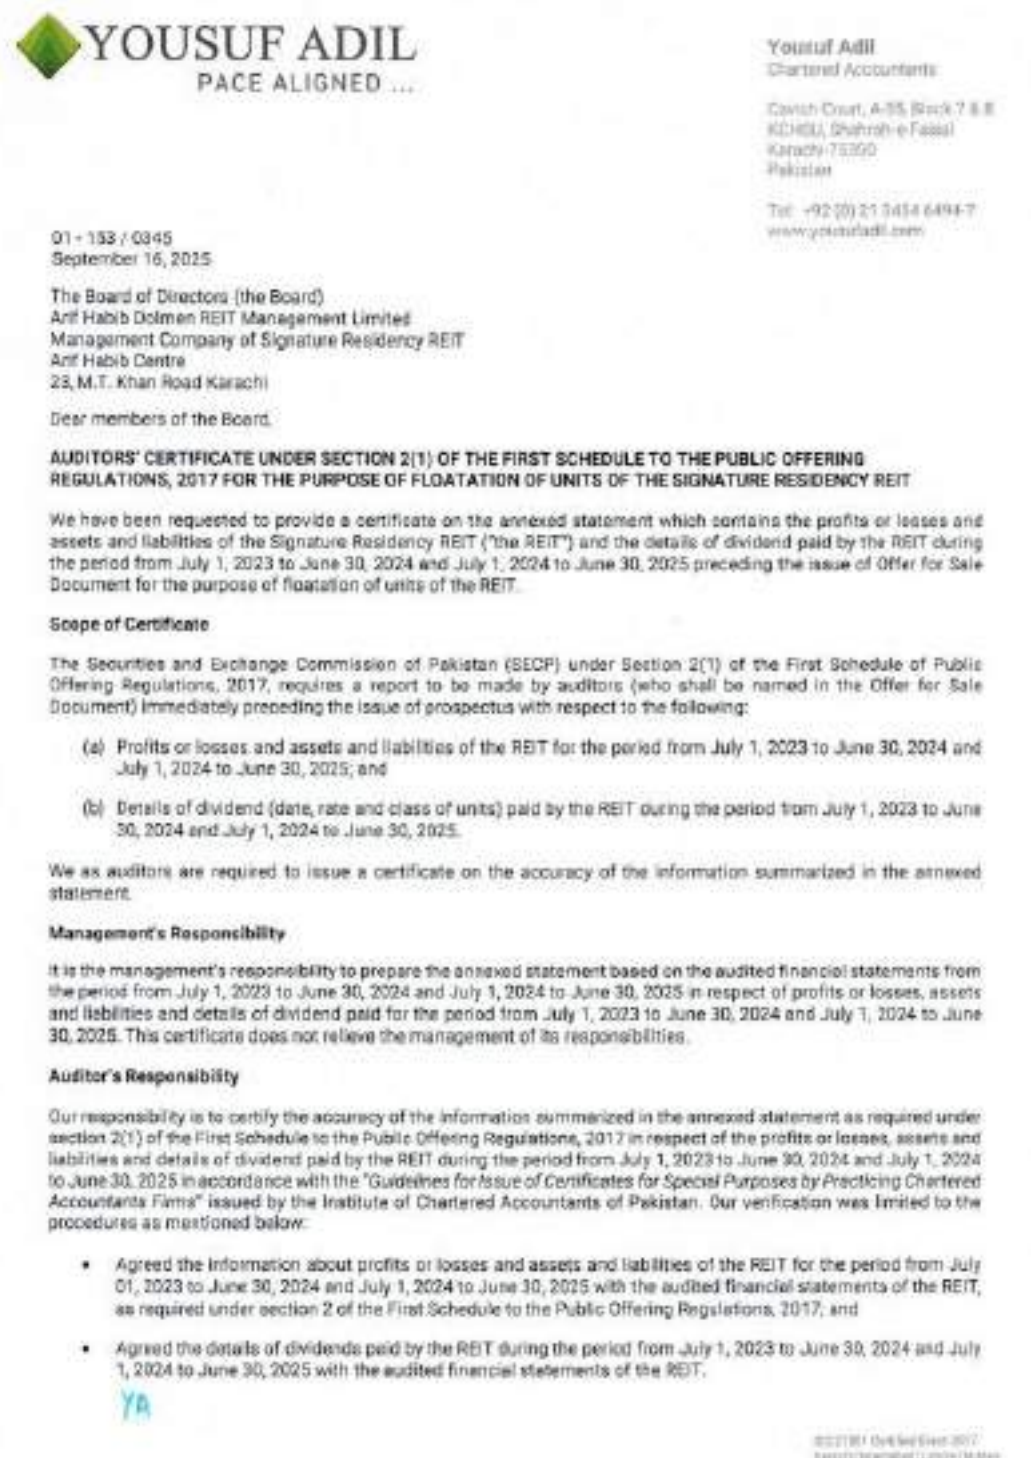 YOUSUF ADIL
PACE ALIGNED ...
Yousuf Adil
Chartered Accountants
Cavish Court, A-35, Block 7 & 8
KCHSU, Shahrah-e-Faisal
Karachi-75350
Pakistan
Tel: +92 (0) 21 3454 6494-7
www.yousufadil.com
01 - 153 / 0345
September 16, 2025
The Board of Directors (the Board)
Arif Habib Dolmen REIT Management Limited
Management Company of Signature Residency REIT
Arif Habib Centre
23, M.T. Khan Road Karachi
Dear members of the Board,
AUDITORS' CERTIFICATE UNDER SECTION 2(1) OF THE FIRST SCHEDULE TO THE PUBLIC OFFERING
REGULATIONS, 2017 FOR THE PURPOSE OF FLOATATION OF UNITS OF THE SIGNATURE RESIDENCY REIT
We have been requested to provide a certificate on the annexed statement which contains the profits or losses and
assets and liabilities of the Signature Residency REIT ("the REIT") and the details of dividend paid by the REIT during
the period from July 1, 2023 to June 30, 2024 and July 1, 2024 to June 30, 2025 preceding the issue of Offer for Sale
Document for the purpose of floatation of units of the REIT.
Scope of Certificate
The Securities and Exchange Commission of Pakistan (SECP) under Section 2(1) of the First Schedule of Public
Offering Regulations, 2017, requires a report to be made by auditors (who shall be named in the Offer for Sale
Document) immediately preceding the issue of prospectus with respect to the following:
(a) Profits or losses and assets and liabilities of the REIT for the period from July 1, 2023 to June 30, 2024 and
July 1, 2024 to June 30, 2025; and
(b) Details of dividend (date, rate and class of units) paid by the REIT during the period from July 1, 2023 to June
30, 2024 and July 1, 2024 to June 30, 2025.
We as auditors are required to issue a certificate on the accuracy of the information summarized in the annexed
statement.
Management's Responsibility
It is the management's responsibility to prepare the annexed statement based on the audited financial statements from
the period from July 1, 2023 to June 30, 2024 and July 1, 2024 to June 30, 2025 in respect of profits or losses, assets
and liabilities and details of dividend paid for the period from July 1, 2023 to June 30, 2024 and July 1, 2024 to June
30, 2025. This certificate does not relieve the management of its responsibilities.
Auditor's Responsibility
Our responsibility is to certify the accuracy of the information summarized in the annexed statement as required under
section 2(1) of the First Schedule to the Public Offering Regulations, 2017 in respect of the profits or losses, assets and
liabilities and details of dividend paid by the REIT during the period from July 1, 2023 to June 30, 2024 and July 1, 2024
to June 30, 2025 in accordance with the "Guidelines for Issue of Certificates for Special Purposes by Practicing Chartered
Accountants Firms" issued by the Institute of Chartered Accountants of Pakistan. Our verification was limited to the
procedures as mentioned below:
• Agreed the information about profits or losses and assets and liabilities of the REIT for the period from July
01, 2023 to June 30, 2024 and July 1, 2024 to June 30, 2025 with the audited financial statements of the REIT,
as required under section 2 of the First Schedule to the Public Offering Regulations, 2017; and
• Agreed the details of dividends paid by the REIT during the period from July 1, 2023 to June 30, 2024 and July
1, 2024 to June 30, 2025 with the audited financial statements of the REIT.
YA